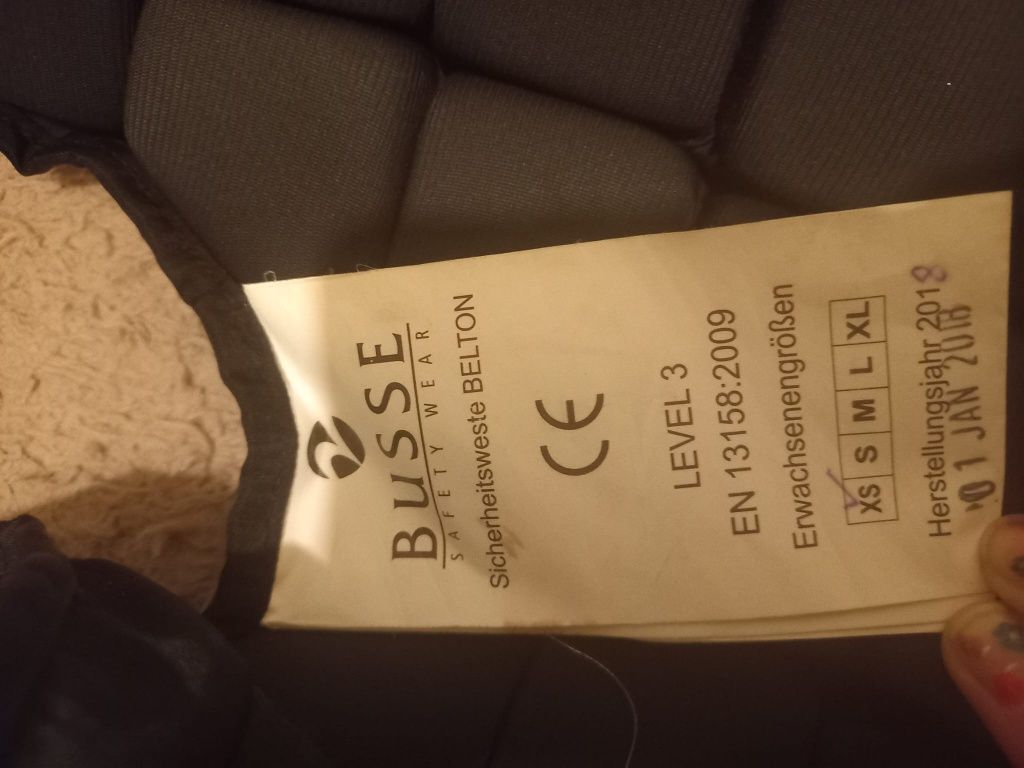 BuSSE
SAFETY WEAR
Sicherheitsweste BELTON
CE
LEVEL 3
EN 13158:2009
Erwachsenengrößen
XS S M L XL
Herstellungsjahr 2018
01 JAN 2018